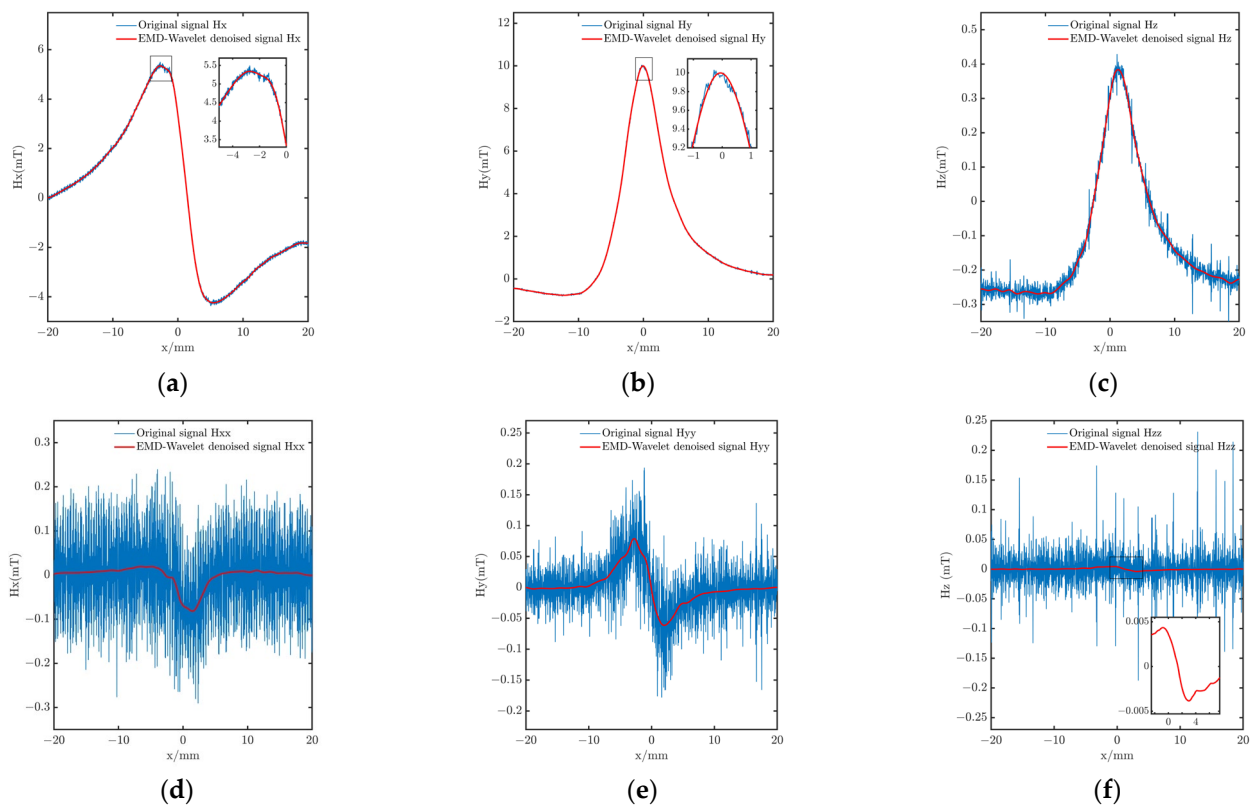 Original signal Hx
EMD-Wavelet denoised signal Hx
Hx(mT)
6
4
2
0
−2
−4
5.5
5
4.5
4
3.5
−4 −2 0
−20 −10 0 10 20
x/mm
(a)
Original signal Hy
EMD-Wavelet denoised signal Hy
Hy(mT)
12
10
8
6
4
2
0
−2
10
9.8
9.6
9.4
9.2
−1 0 1
−20 −10 0 10 20
x/mm
(b)
Original signal Hz
EMD-Wavelet denoised signal Hz
Hz(mT)
0.5
0.4
0.3
0.2
0.1
0
−0.1
−0.2
−0.3
−20 −10 0 10 20
x/mm
(c)
Original signal Hxx
EMD-Wavelet denoised signal Hxx
Hx(mT)
0.3
0.2
0.1
0
−0.1
−0.2
−0.3
−20 −10 0 10 20
x/mm
(d)
Original signal Hyy
EMD-Wavelet denoised signal Hyy
Hy(mT)
0.25
0.2
0.15
0.1
0.05
0
−0.05
−0.1
−0.15
−0.2
−20 −10 0 10 20
x/mm
(e)
Original signal Hzz
EMD-Wavelet denoised signal Hzz
Hz (mT)
0.25
0.2
0.15
0.1
0.05
0
−0.05
−0.1
−0.15
−0.2
−0.25
0.005
0
−0.005
0 4
−20 −10 0 10 20
x/mm
(f)